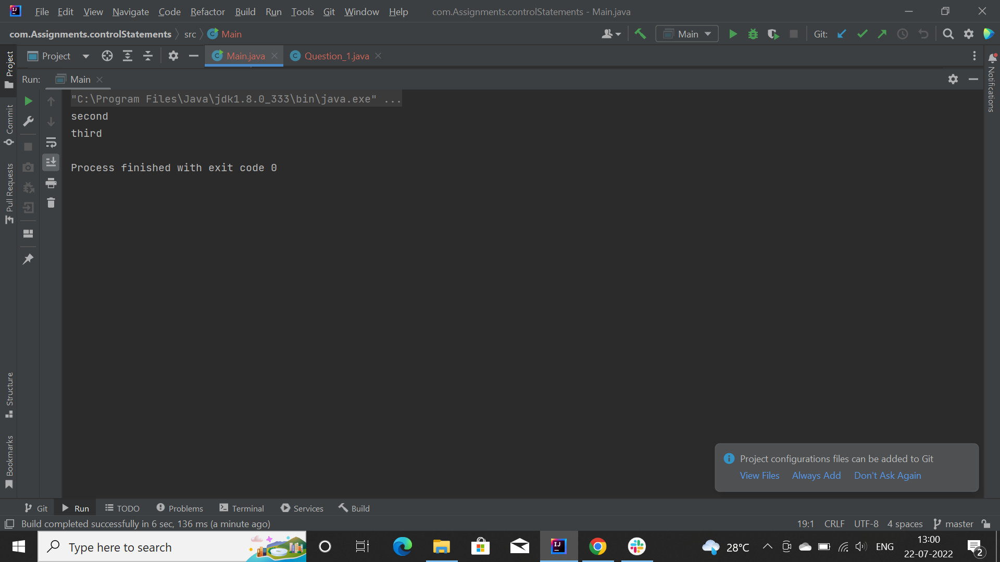 File Edit View Navigate Code Refactor Build Run Tools Git Window Help com.Assignments.controlStatements - Main.java
com.Assignments.controlStatements src Main Main Git:
Project Main.java Question_1.java
Run: Main
"C:\Program Files\Java\jdk1.8.0_333\bin\java.exe" ...
second
third
Process finished with exit code 0
Project
Commit
Pull Requests
Structure
Bookmarks
Notifications
Project configurations files can be added to Git
View Files Always Add Don't Ask Again
Git Run TODO Problems Terminal Services Build
Build completed successfully in 6 sec, 136 ms (a minute ago) 19:1 CRLF UTF-8 4 spaces master
Type here to search 28°C ENG 13:00
22-07-2022 2